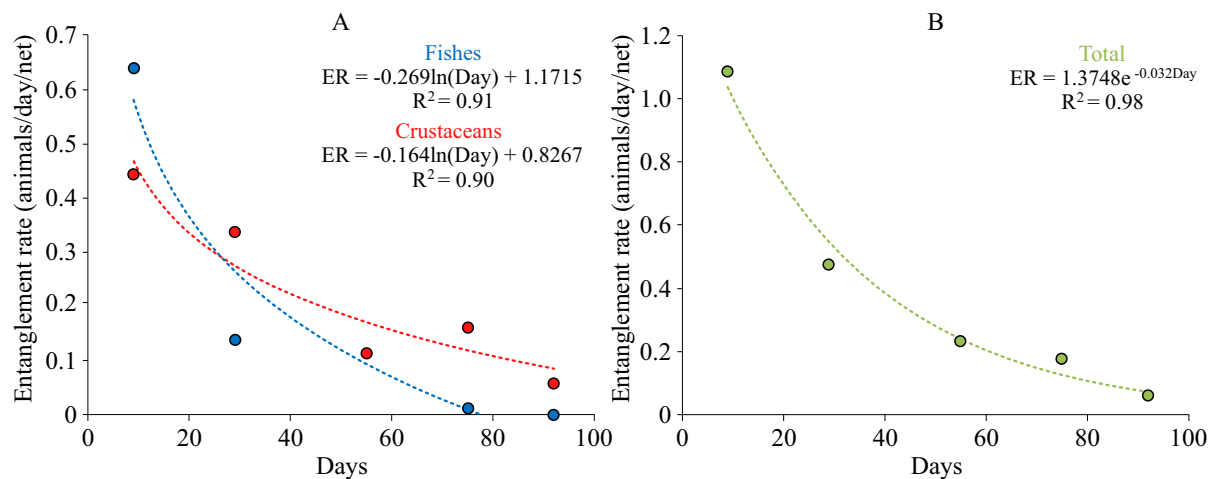 A
Entanglement rate (animals/day/net)
0.7
0.6
0.5
0.4
0.3
0.2
0.1
0
Fishes
ER = -0.269ln(Day) + 1.1715
R² = 0.91
Crustaceans
ER = -0.164ln(Day) + 0.8267
R² = 0.90
0 20 40 60 80 100
Days
B
Entanglement rate (animals/day/net)
1.2
1.0
0.8
0.6
0.4
0.2
0
Total
ER = 1.3748e -0.032Day
R² = 0.98
0 20 40 60 80 100
Days